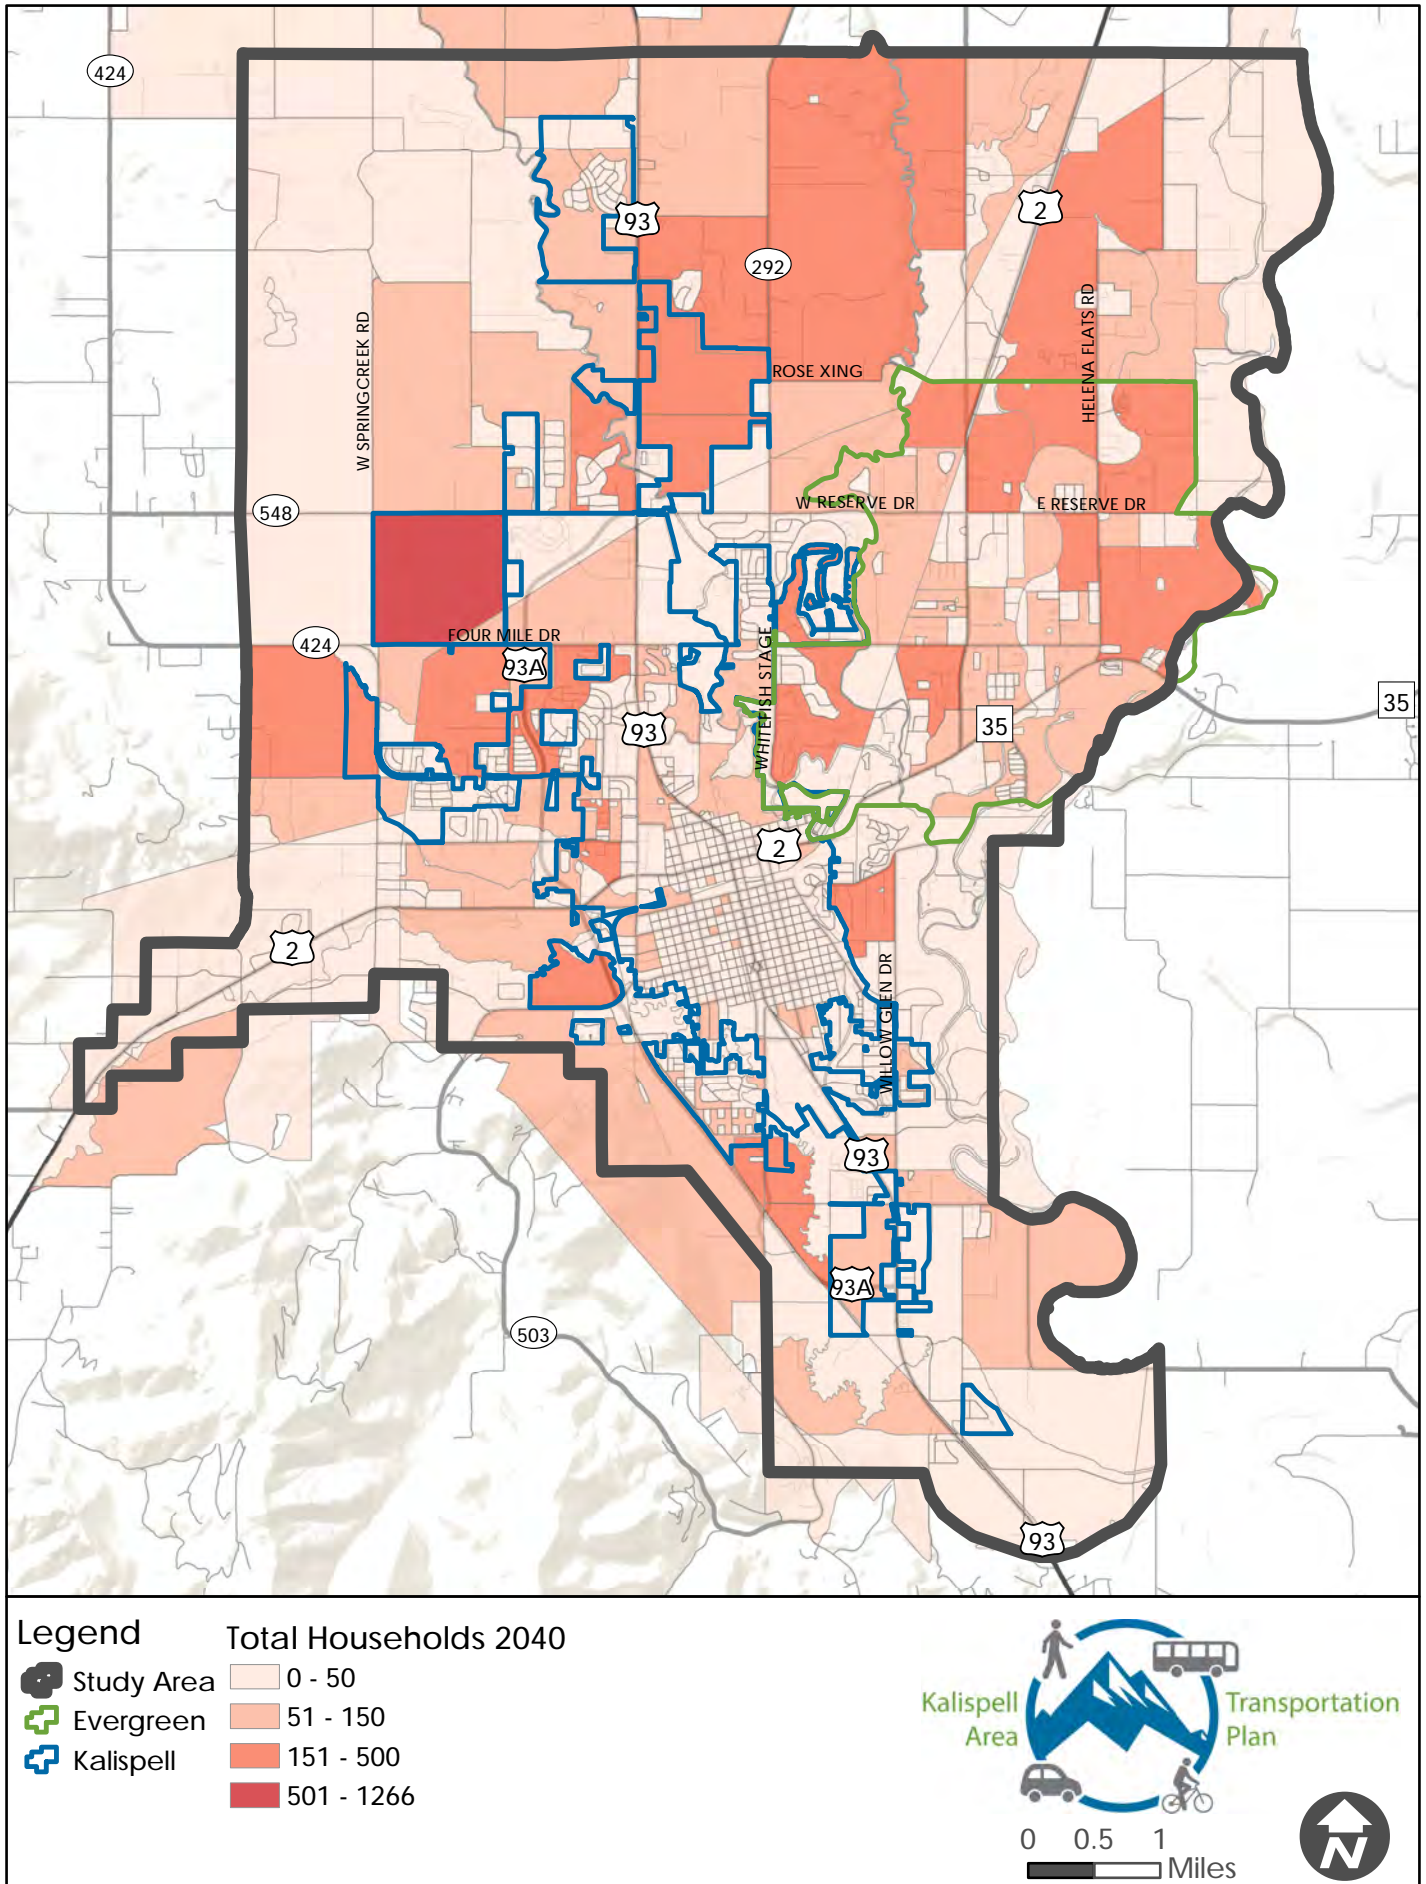 424
93
2
292
W SPRINGCREEK RD
HELENA FLATS RD
ROSE XING
W RESERVE DR
E RESERVE DR
548
FOUR MILE DR
424
93A
WHITEFISH STAGE
93
35
35
2
2
WILLOW GLEN DR
93
93A
503
93
Legend
Study Area
Evergreen
Kalispell
Total Households 2040
0 - 50
51 - 150
151 - 500
501 - 1266
Kalispell Transportation
Area Plan
0 0.5 1
Miles
N